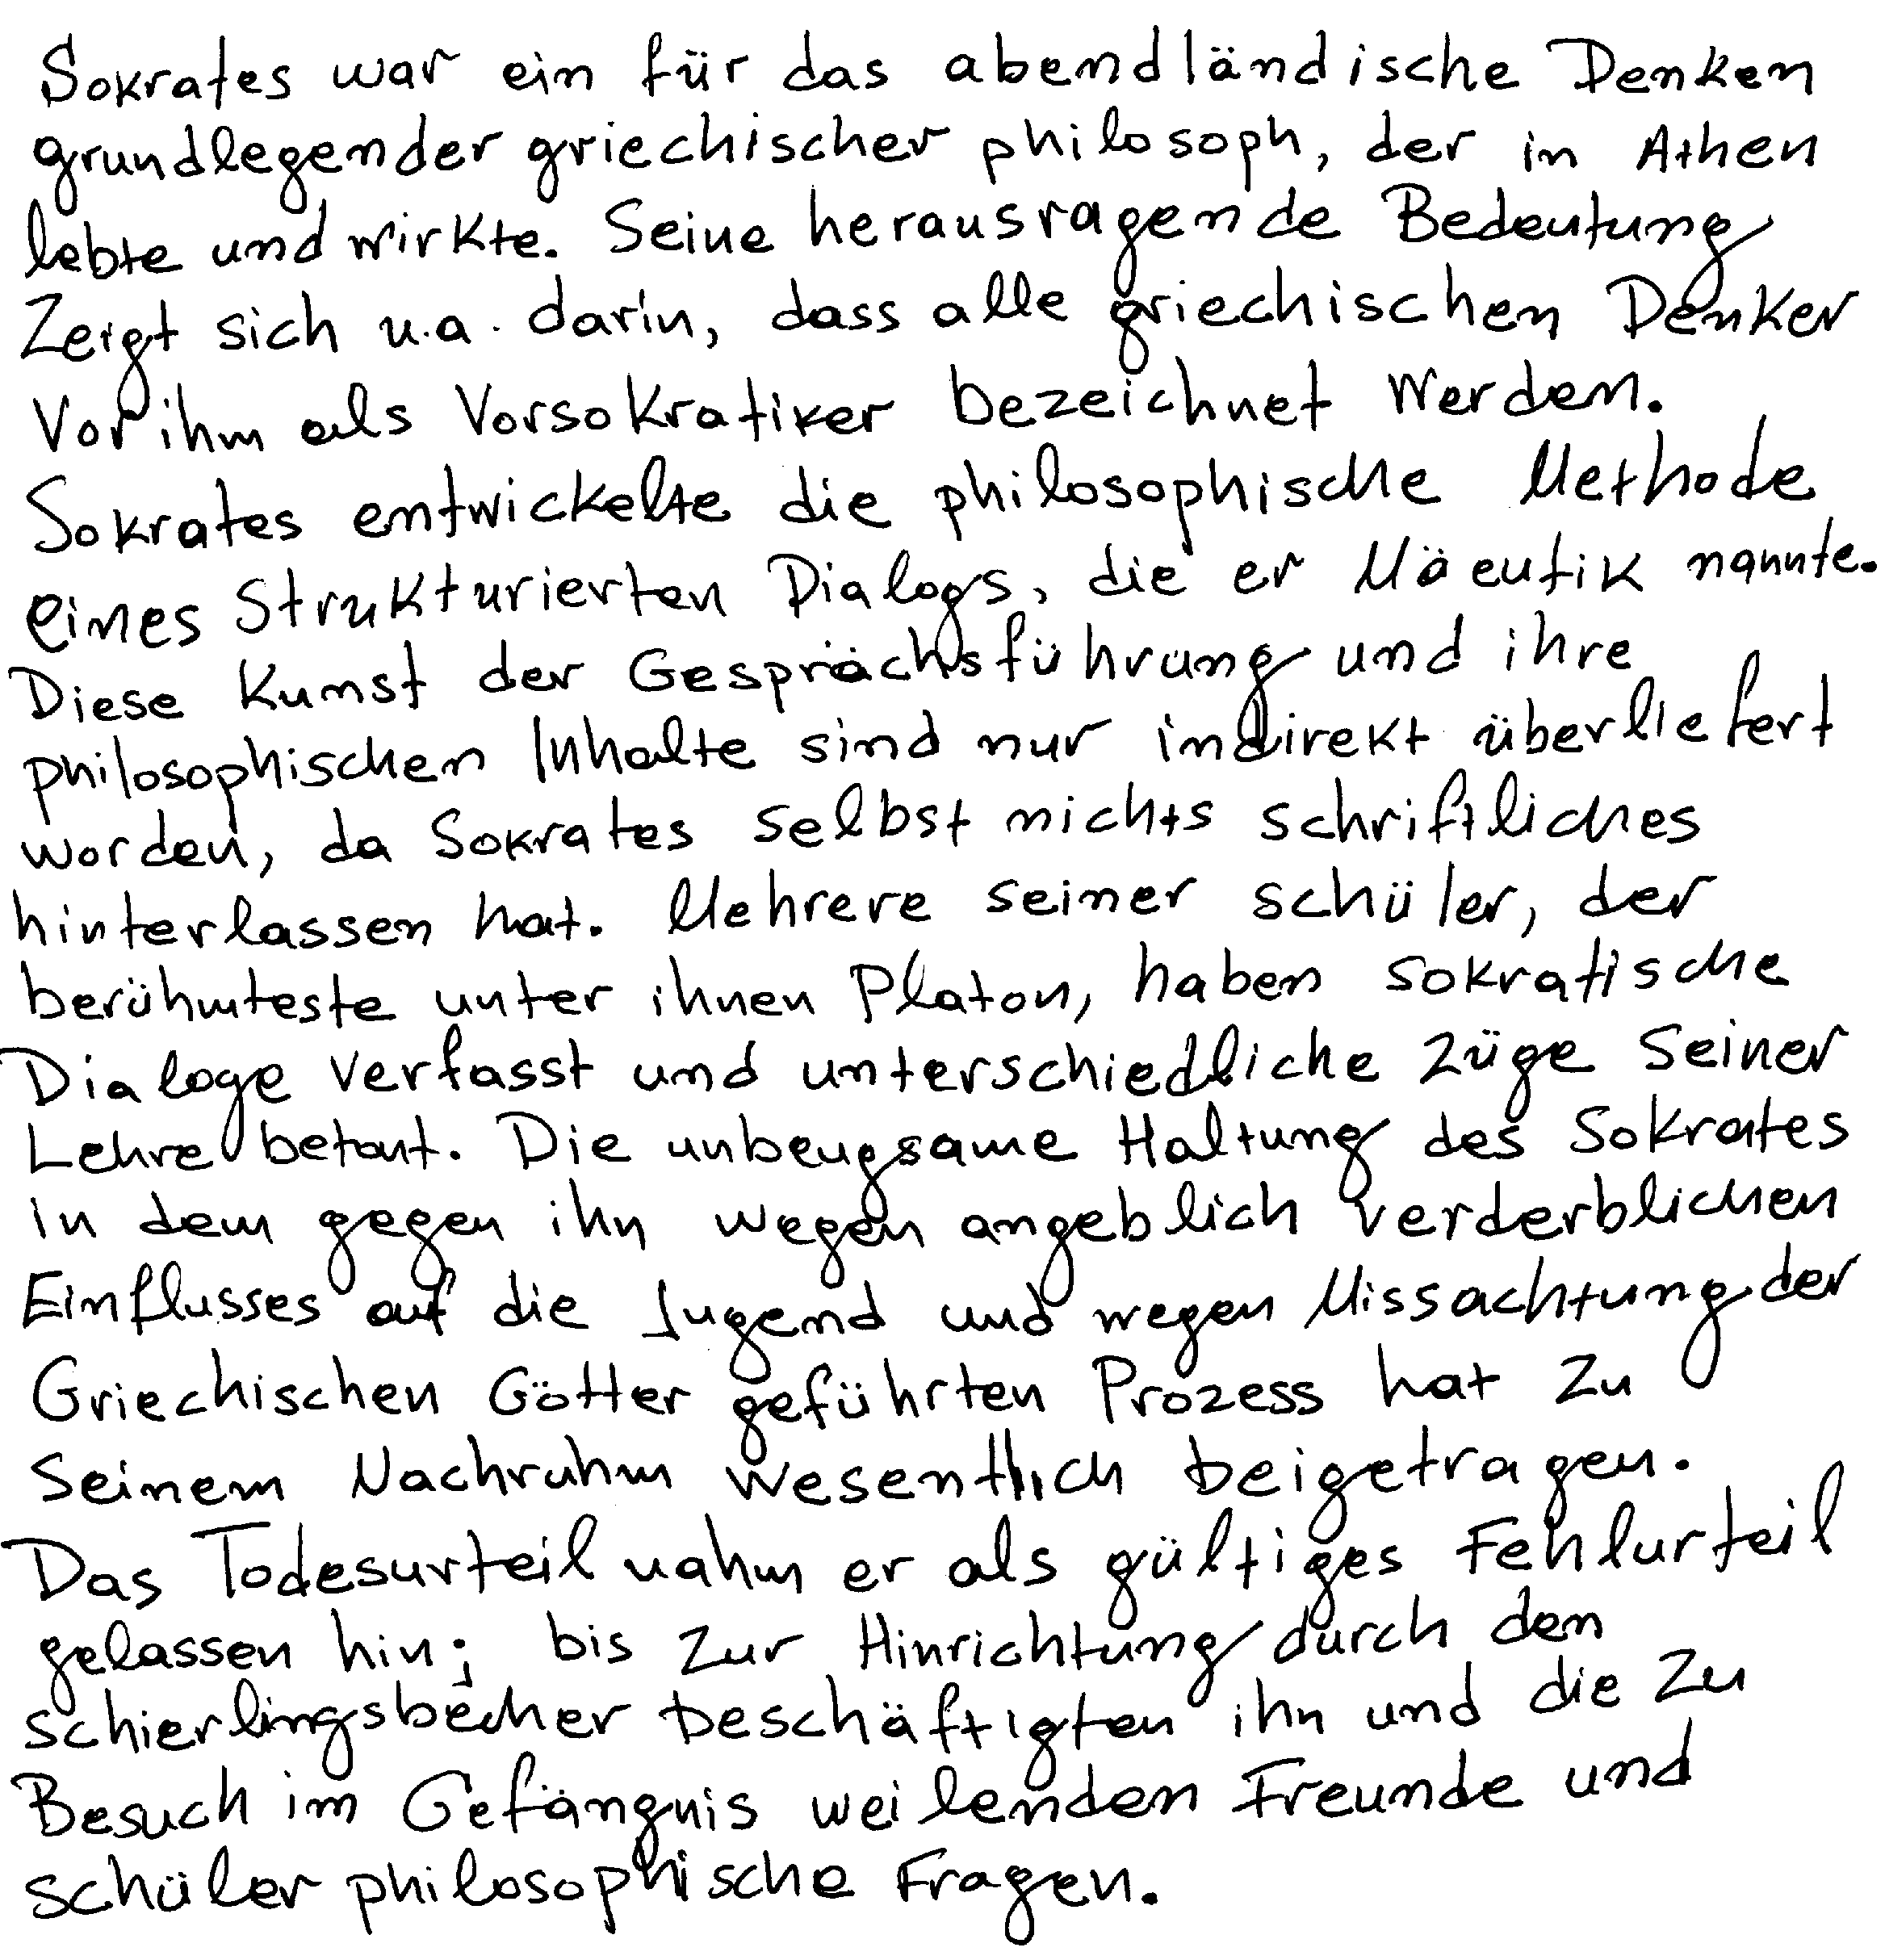 Sokrates war ein für das abendländische Denken
grundlegender griechischer philosoph, der in Athen
lebte und wirkte. Seine herausragende Bedeutung
Zeigt sich u.a. darin, dass alle griechischen Denker
Vor ihm als Vorsokratiker bezeichnet werden.
Sokrates entwickelte die philosophische Methode
eines Strukturierten Dialogs, die er Mäeutik nannte.
Diese Kunst der Gesprächsführung und ihre
philosophischen Inhalte sind nur indirekt überliefert
worden, da Sokrates selbst nichts schriftliches
hinterlassen hat. Mehrere seiner schüler, der
berühmteste unter ihnen Platon, haben sokratische
Dialoge verfasst und unterschiedliche Züge seiner
Lehre betont. Die unbeugsame Haltung des Sokrates
in dem gegen ihn wegen angeblich verderblichen
Einflusses auf die Jugend und wegen Missachtung der
Griechischen Götter geführten Prozess hat zu
seinem Nachruhm wesentlich beigetragen.
Das Todesurteil nahm er als gültiges Fehlurteil
gelassen hin; bis zur Hinrichtung durch den
schierlingsbecher beschäftigten ihn und die zu
Besuch im Gefängnis weilenden Freunde und
schüler philosophische Fragen.